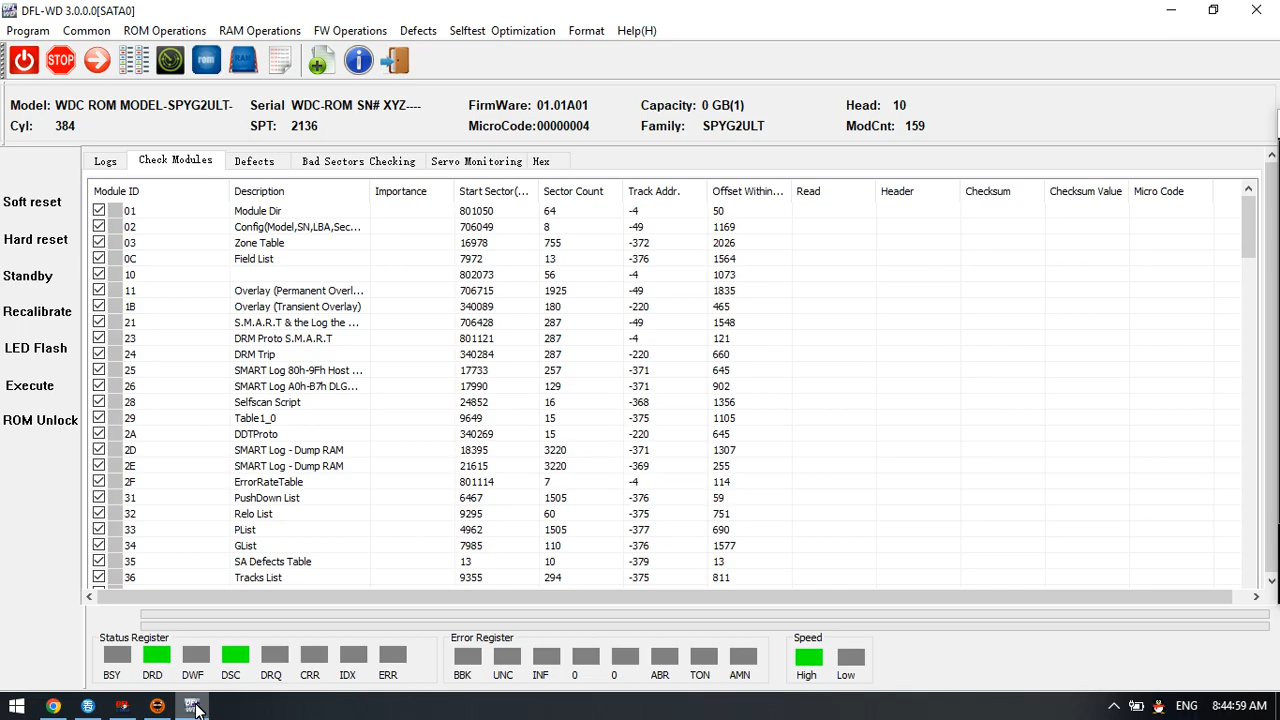 DFL-WD 3.0.0.0[SATA0]
Program Common ROM Operations RAM Operations FW Operations Defects Selftest Optimization Format Help(H)
STOP rom RAM
Model: WDC ROM MODEL-SPYG2ULT- Serial WDC-ROM SN# XYZ---- FirmWare: 01.01A01 Capacity: 0 GB(1) Head: 10
Cyl: 384 SPT: 2136 MicroCode:00000004 Family: SPYG2ULT ModCnt: 159
Logs Check Modules Defects Bad Sectors Checking Servo Monitoring Hex
Soft reset
Hard reset
Standby
Recalibrate
LED Flash
Execute
ROM Unlock
Module ID Description Importance Start Sector(... Sector Count Track Addr. Offset Within... Read Header Checksum Checksum Value Micro Code
01 Module Dir 801050 64 -4 50
02 Config(Model,SN,LBA,Sec... 706049 8 -49 1169
03 Zone Table 16978 755 -372 2026
0C Field List 7972 13 -376 1564
10 802073 56 -4 1073
11 Overlay (Permanent Overl... 706715 1925 -49 1835
1B Overlay (Transient Overlay) 340089 180 -220 465
21 S.M.A.R.T & the Log the ... 706428 287 -49 1548
23 DRM Proto S.M.A.R.T 801121 287 -4 121
24 DRM Trip 340284 287 -220 660
25 SMART Log 80h-9Fh Host ... 17733 257 -371 645
26 SMART Log A0h-B7h DLG... 17990 129 -371 902
28 Selfscan Script 24852 16 -368 1356
29 Table1_0 9649 15 -375 1105
2A DDTProto 340269 15 -220 645
2D SMART Log - Dump RAM 18395 3220 -371 1307
2E SMART Log - Dump RAM 21615 3220 -369 255
2F ErrorRateTable 801114 7 -4 114
31 PushDown List 6467 1505 -376 59
32 Relo List 9295 60 -375 751
33 PList 4962 1505 -377 690
34 GList 7985 110 -376 1577
35 SA Defects Table 13 10 -379 13
36 Tracks List 9355 294 -375 811
Status Register Error Register Speed
BSY DRD DWF DSC DRQ CRR IDX ERR BBK UNC INF 0 0 ABR TON AMN High Low
ENG 8:44:59 AM